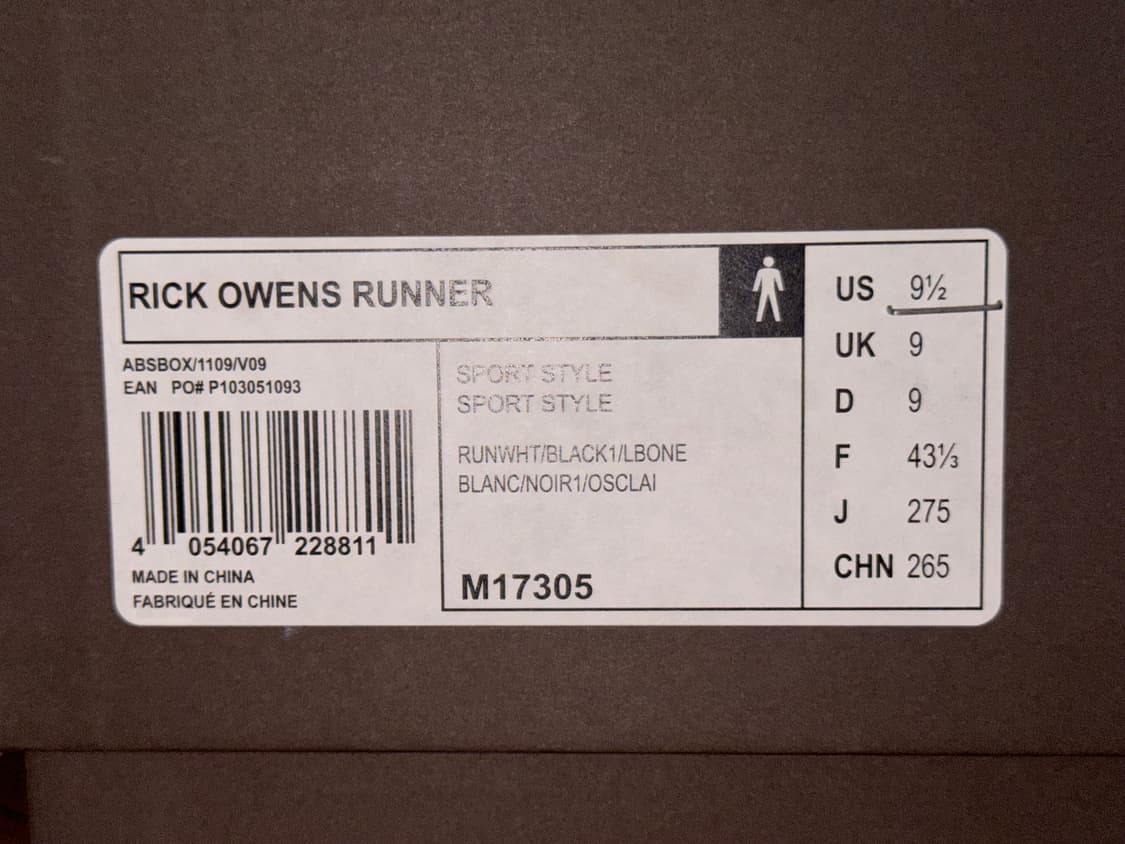 RICK OWENS RUNNER
ABSBOX/1109/V09
EAN PO# P103051093
4 054067 228811
MADE IN CHINA
FABRIQUÉ EN CHINE
SPORT STYLE
SPORT STYLE
RUNWHT/BLACK1/LBONE
BLANC/NOIR1/OSCLAI
M17305
US 9½
UK 9
D 9
F 43⅓
J 275
CHN 265